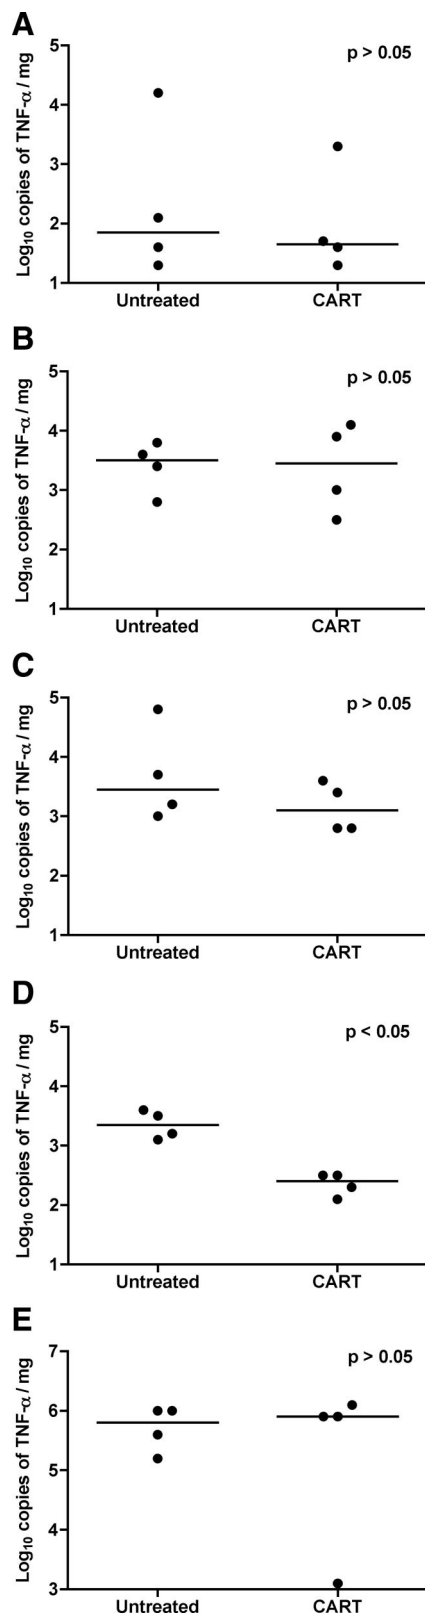 A
p > 0.05
Log₁₀ copies of TNF-α / mg
5
4
3
2
1
Untreated CART
B
p > 0.05
Log₁₀ copies of TNF-α / mg
5
4
3
2
1
Untreated CART
C
p > 0.05
Log₁₀ copies of TNF-α / mg
5
4
3
2
1
Untreated CART
D
p < 0.05
Log₁₀ copies of TNF-α / mg
5
4
3
2
1
Untreated CART
E
p > 0.05
Log₁₀ copies of TNF-α / mg
7
6
5
4
3
Untreated CART